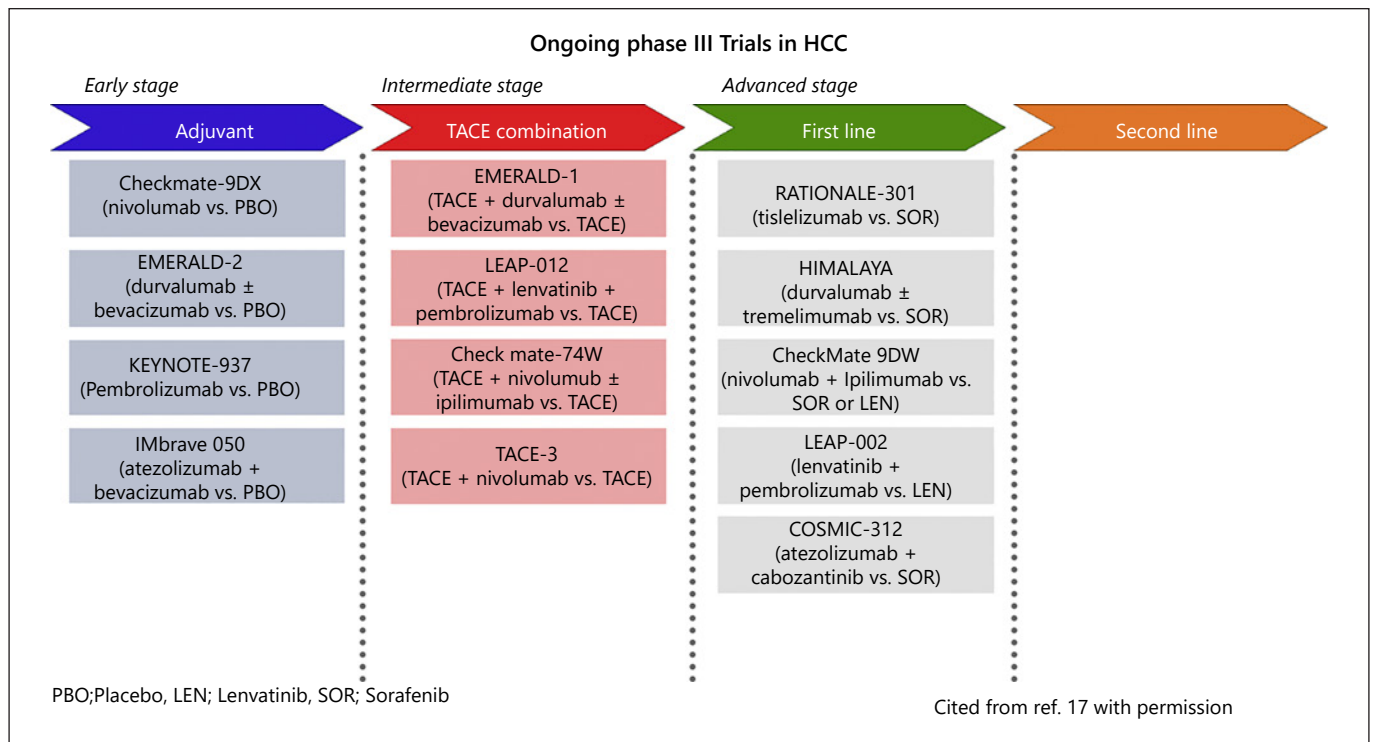 Ongoing phase III Trials in HCC
Early stage
Intermediate stage
Advanced stage
Adjuvant
TACE combination
First line
Second line
Checkmate-9DX
(nivolumab vs. PBO)
EMERALD-2
(durvalumab ±
bevacizumab vs. PBO)
KEYNOTE-937
(Pembrolizumab vs. PBO)
IMbrave 050
(atezolizumab +
bevacizumab vs. PBO)
EMERALD-1
(TACE + durvalumab ±
bevacizumab vs. TACE)
LEAP-012
(TACE + lenvatinib +
pembrolizumab vs. TACE)
Check mate-74W
(TACE + nivolumub ±
ipilimumab vs. TACE)
TACE-3
(TACE + nivolumab vs. TACE)
RATIONALE-301
(tislelizumab vs. SOR)
HIMALAYA
(durvalumab ±
tremelimumab vs. SOR)
CheckMate 9DW
(nivolumab + Ipilimumab vs.
SOR or LEN)
LEAP-002
(lenvatinib +
pembrolizumab vs. LEN)
COSMIC-312
(atezolizumab +
cabozantinib vs. SOR)
PBO;Placebo, LEN; Lenvatinib, SOR; Sorafenib
Cited from ref. 17 with permission